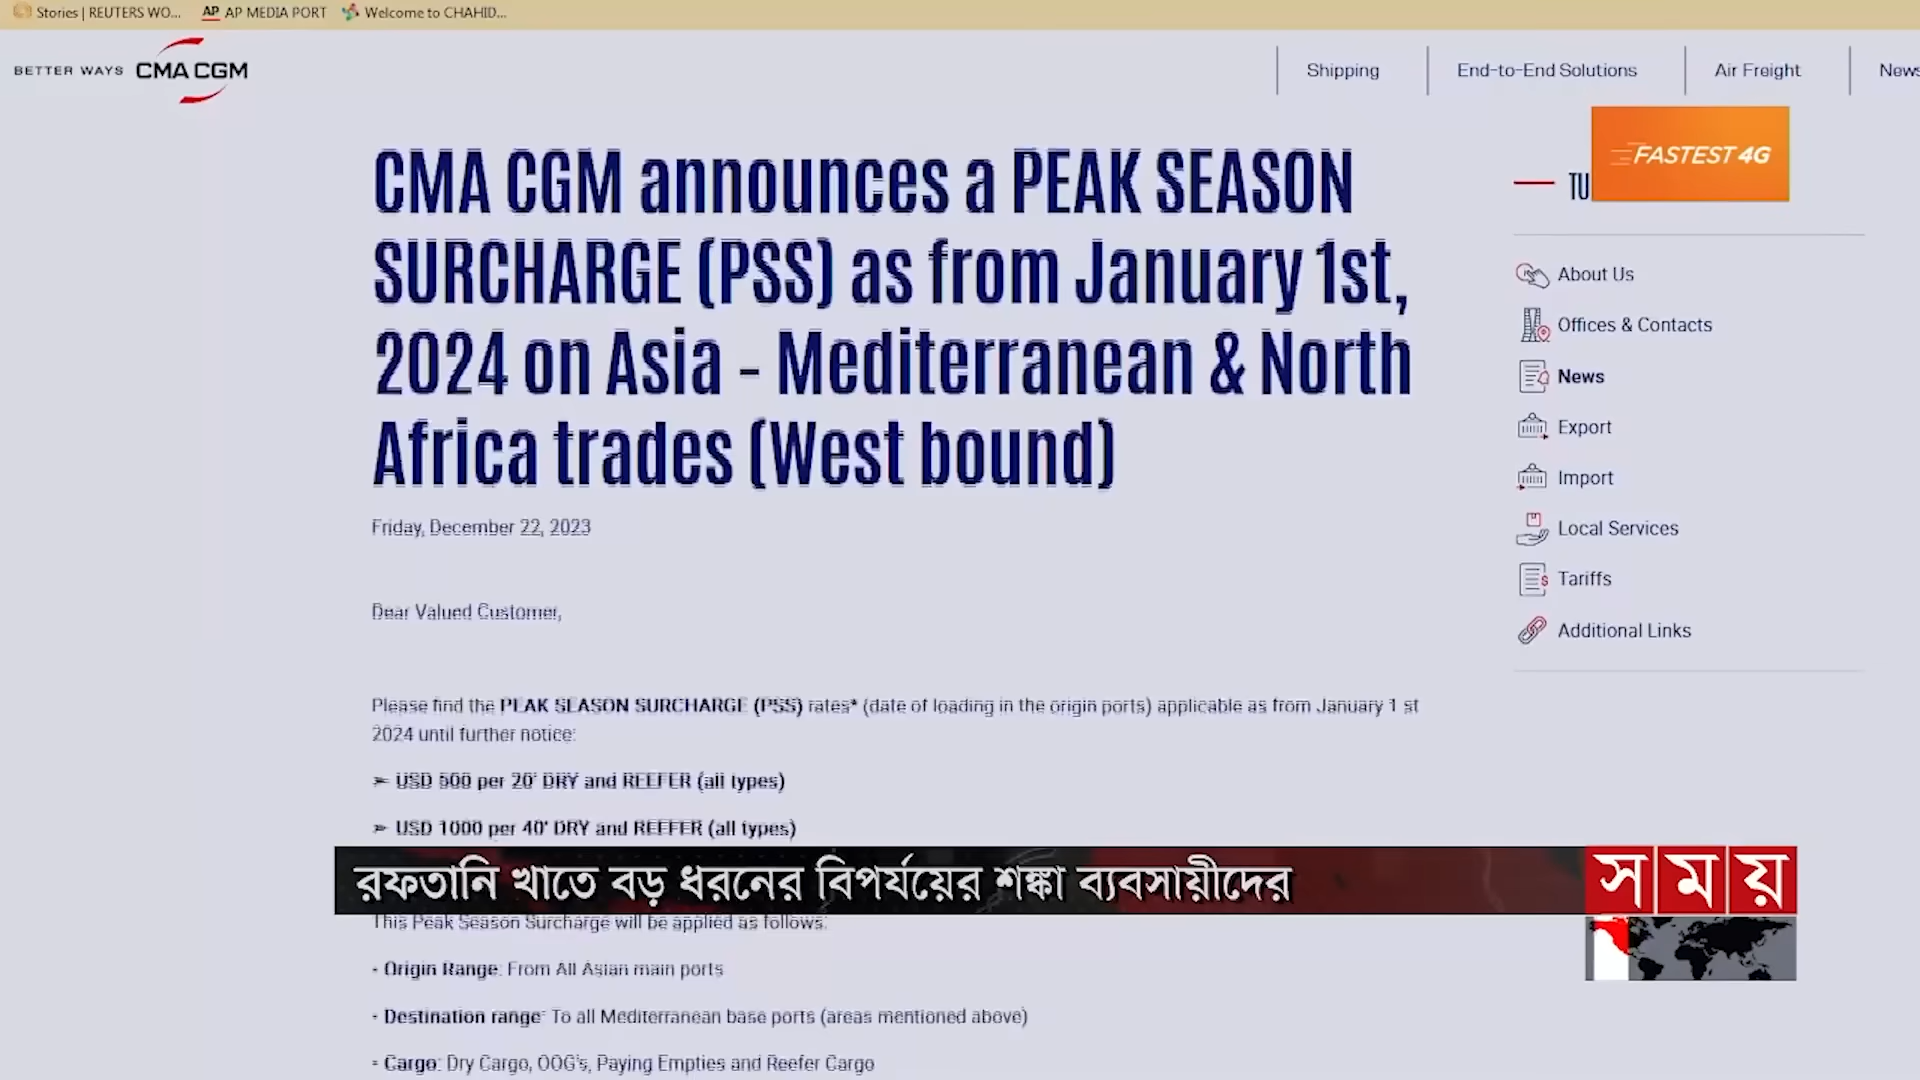 Stories | REUTERS WO...
AP AP MEDIA PORT
Welcome to CHAHID...
BETTER WAYS CMA CGM
Shipping
End-to-End Solutions
Air Freight
News
FASTEST 4G
TU
CMA CGM announces a PEAK SEASON
SURCHARGE (PSS) as from January 1st,
2024 on Asia - Mediterranean & North
Africa trades (West bound)
Friday, December 22, 2023
About Us
Offices & Contacts
News
Export
Import
Local Services
Tariffs
Additional Links
Dear Valued Customer,
Please find the PEAK SEASON SURCHARGE (PSS) rates* (date of loading in the origin ports) applicable as from January 1 st
2024 until further notice:
➢ USD 500 per 20' DRY and REEFER (all types)
➢ USD 1000 per 40' DRY and REEFER (all types)
রফতানি খাতে বড় ধরনের বিপর্যয়ের শঙ্কা ব্যবসায়ীদের
সময়
This Peak Season Surcharge will be applied as follows:
- Origin Range: From All Asian main ports
- Destination range: To all Mediterranean base ports (areas mentioned above)
- Cargo: Dry Cargo, OOG's, Paying Empties and Reefer Cargo